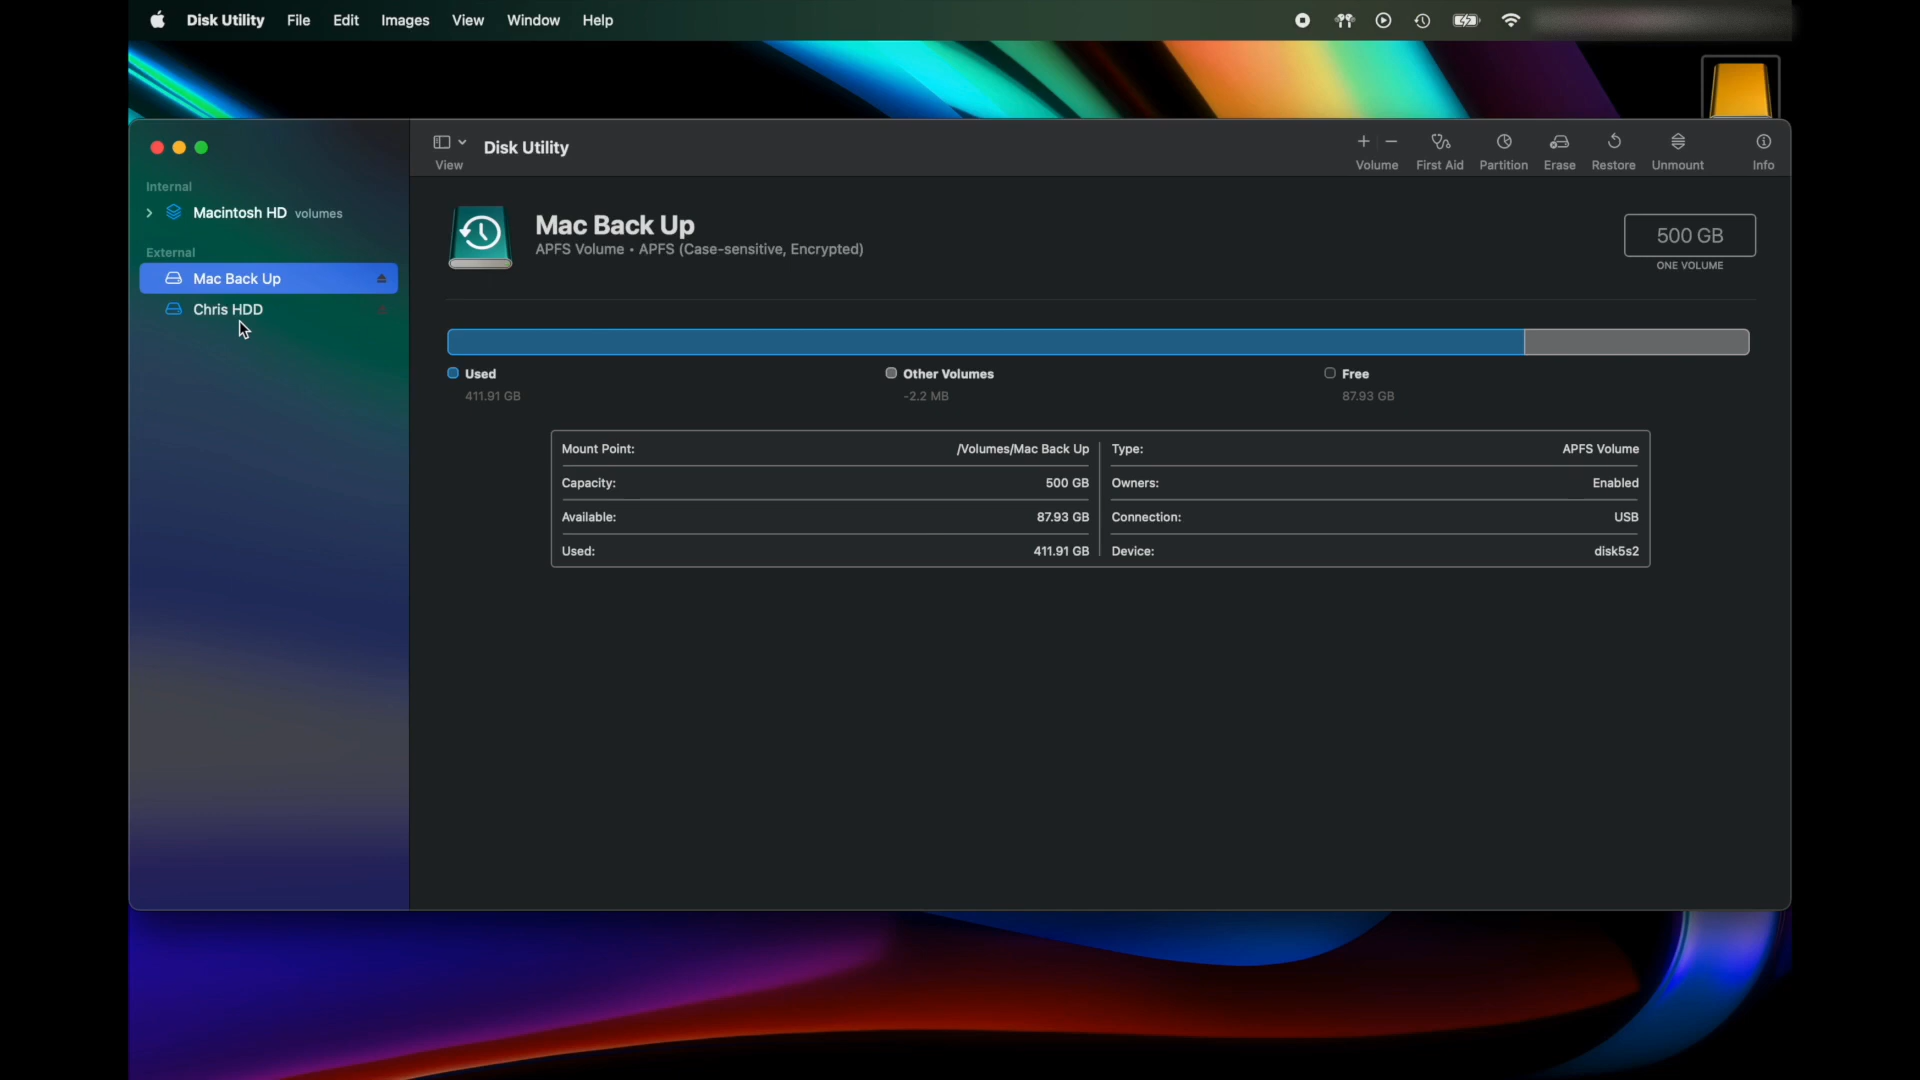 Disk Utility File Edit Images View Window Help
Disk Utility
View
Volume First Aid Partition Erase Restore Unmount Info
Internal
Macintosh HD volumes
External
Mac Back Up
Chris HDD
Mac Back Up
APFS Volume • APFS (Case-sensitive, Encrypted)
500 GB
ONE VOLUME
Used
411.91 GB
Other Volumes
-2.2 MB
Free
87.93 GB
Mount Point: /Volumes/Mac Back Up
Capacity: 500 GB
Available: 87.93 GB
Used: 411.91 GB
Type: APFS Volume
Owners: Enabled
Connection: USB
Device: disk5s2